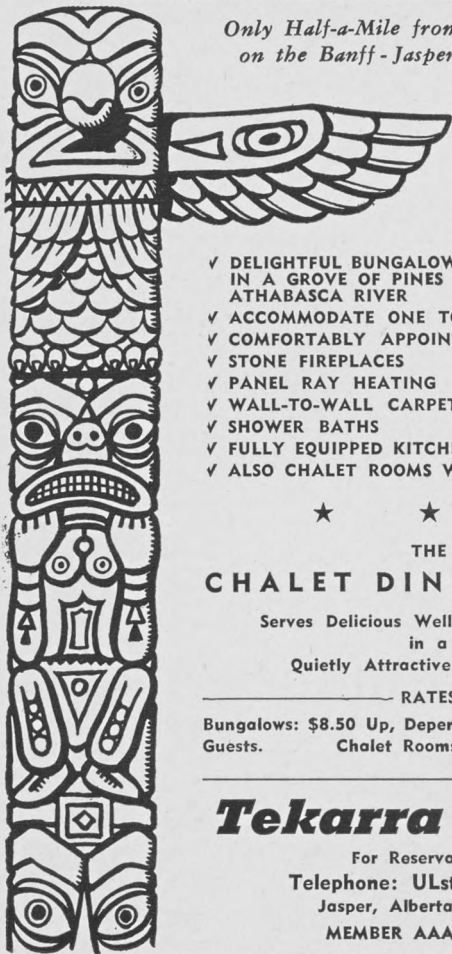 Only Half-a-Mile from
on the Banff - Jasper
✓ DELIGHTFUL BUNGALOW
IN A GROVE OF PINES
ATHABASCA RIVER
✓ ACCOMMODATE ONE TO
✓ COMFORTABLY APPOIN
✓ STONE FIREPLACES
✓ PANEL RAY HEATING
✓ WALL-TO-WALL CARPET
✓ SHOWER BATHS
✓ FULLY EQUIPPED KITCH
✓ ALSO CHALET ROOMS W
★ ★
THE
CHALET DIN
Serves Delicious Well
in a
Quietly Attractive
RATES
Bungalows: $8.50 Up, Depen
Guests. Chalet Rooms
Tekarra
For Reserva
Telephone: ULst
Jasper, Alberta
MEMBER AAA